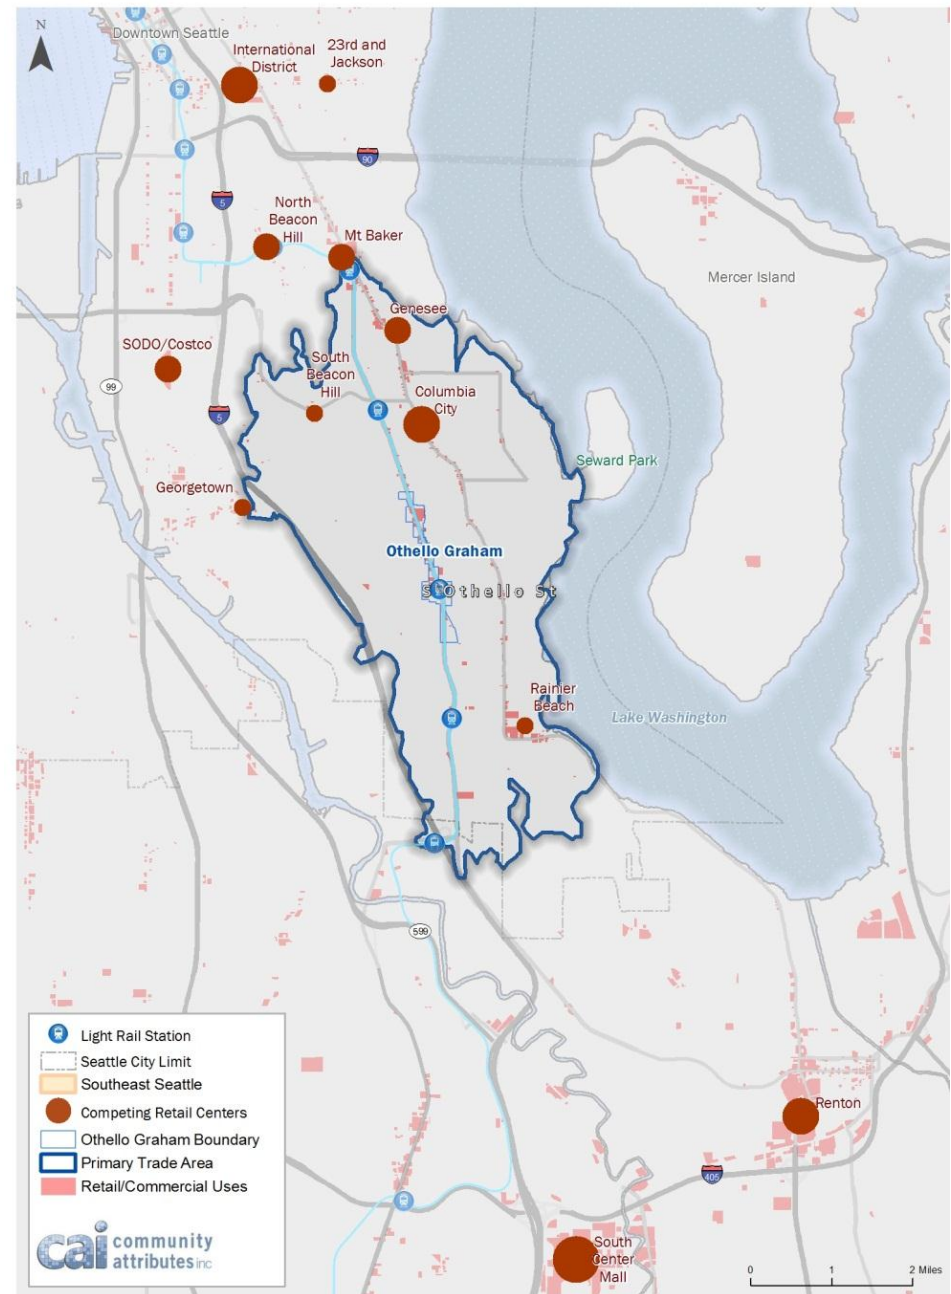 N
Downtown Seattle
International
District
23rd and
Jackson
90
5
North
Beacon
Hill
Mt Baker
Mercer Island
Genesee
SODO/Costco
South
Beacon
Hill
99
Columbia
City
5
Seward Park
Georgetown
Othello Graham
S Othello St
Rainier
Beach
Lake Washington
599
Light Rail Station
Seattle City Limit
Southeast Seattle
Competing Retail Centers
Othello Graham Boundary
Primary Trade Area
Retail/Commercial Uses
cai community
attributes inc
Renton
405
South
Center
Mall
0 1 2 Miles